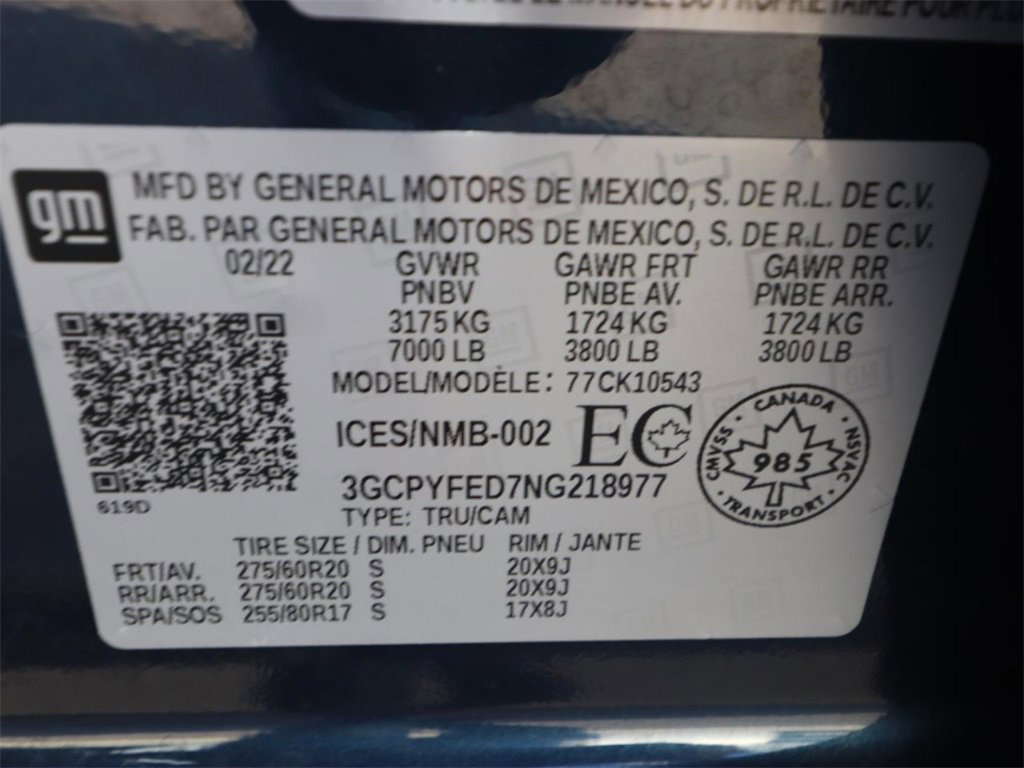 MANUEL DU PROPRIÉTAIRE POUR
gm
MFD BY GENERAL MOTORS DE MEXICO, S. DE R.L. DE C.V.
FAB. PAR GENERAL MOTORS DE MEXICO, S. DE R.L. DE C.V.
02/22 GVWR GAWR FRT GAWR RR
PNBV PNBE AV. PNBE ARR.
3175 KG 1724 KG 1724 KG
7000 LB 3800 LB 3800 LB
MODEL/MODÈLE: 77CK10543
ICES/NMB-002 EC
CANADA
CMVSS 985 NSVAC
TRANSPORT
3GCPYFED7NG218977
619D
TYPE: TRU/CAM
TIRE SIZE / DIM. PNEU RIM / JANTE
FRT/AV. 275/60R20 S 20X9J
RR/ARR. 275/60R20 S 20X9J
SPA/SOS 255/80R17 S 17X8J